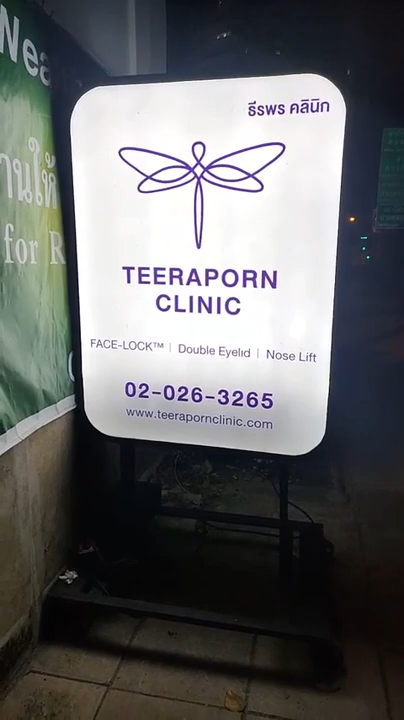 ธีรพร คลินิก
TEERAPORN
CLINIC
FACE-LOCK™ | Double Eyelid | Nose Lift
02-026-3265
www.teerapornclinic.com
for R